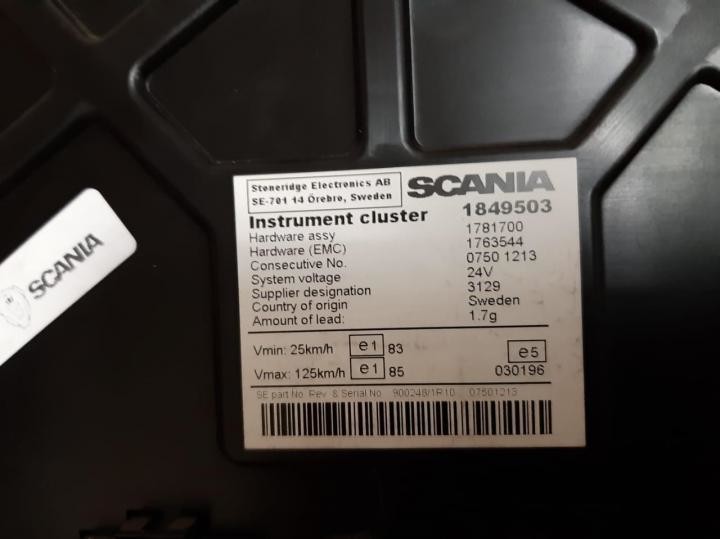 Stoneridge Electronics AB
SE-701 14 Örebro, Sweden
SCANIA
Instrument cluster 1849503
Hardware assy 1781700
Hardware (EMC) 1763544
Consecutive No. 0750 1213
System voltage 24V
Supplier designation 3129
Country of origin Sweden
Amount of lead: 1.7g
Vmin: 25km/h e1 83
e5
Vmax: 125km/h e1 85 030196
SE part No. Rev. & Serial No. 900248/1R10 07501213
SCANIA